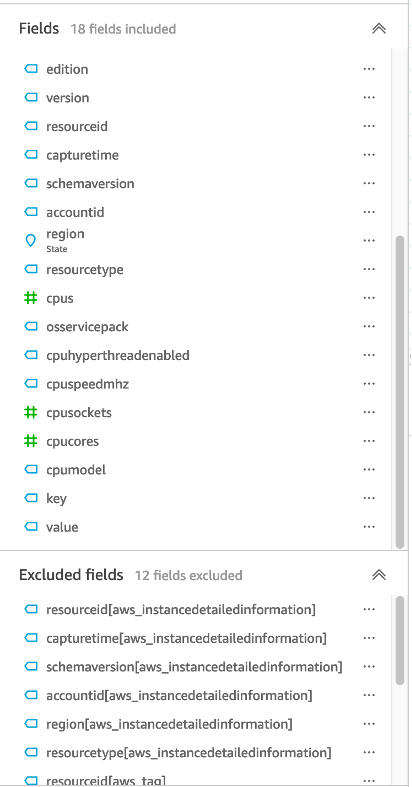 Fields 18 fields included
edition
version
resourceid
capturetime
schemaversion
accountid
region
State
resourcetype
cpus
osservicepack
cpuhyperthreadenabled
cpuspeedmhz
cpusockets
cpucores
cpumodel
key
value
Excluded fields 12 fields excluded
resourceid[aws_instancedetailedinformation]
capturetime[aws_instancedetailedinformation]
schemaversion[aws_instancedetailedinformation]
accountid[aws_instancedetailedinformation]
region[aws_instancedetailedinformation]
resourcetype[aws_instancedetailedinformation]
resourceid[aws_tag]